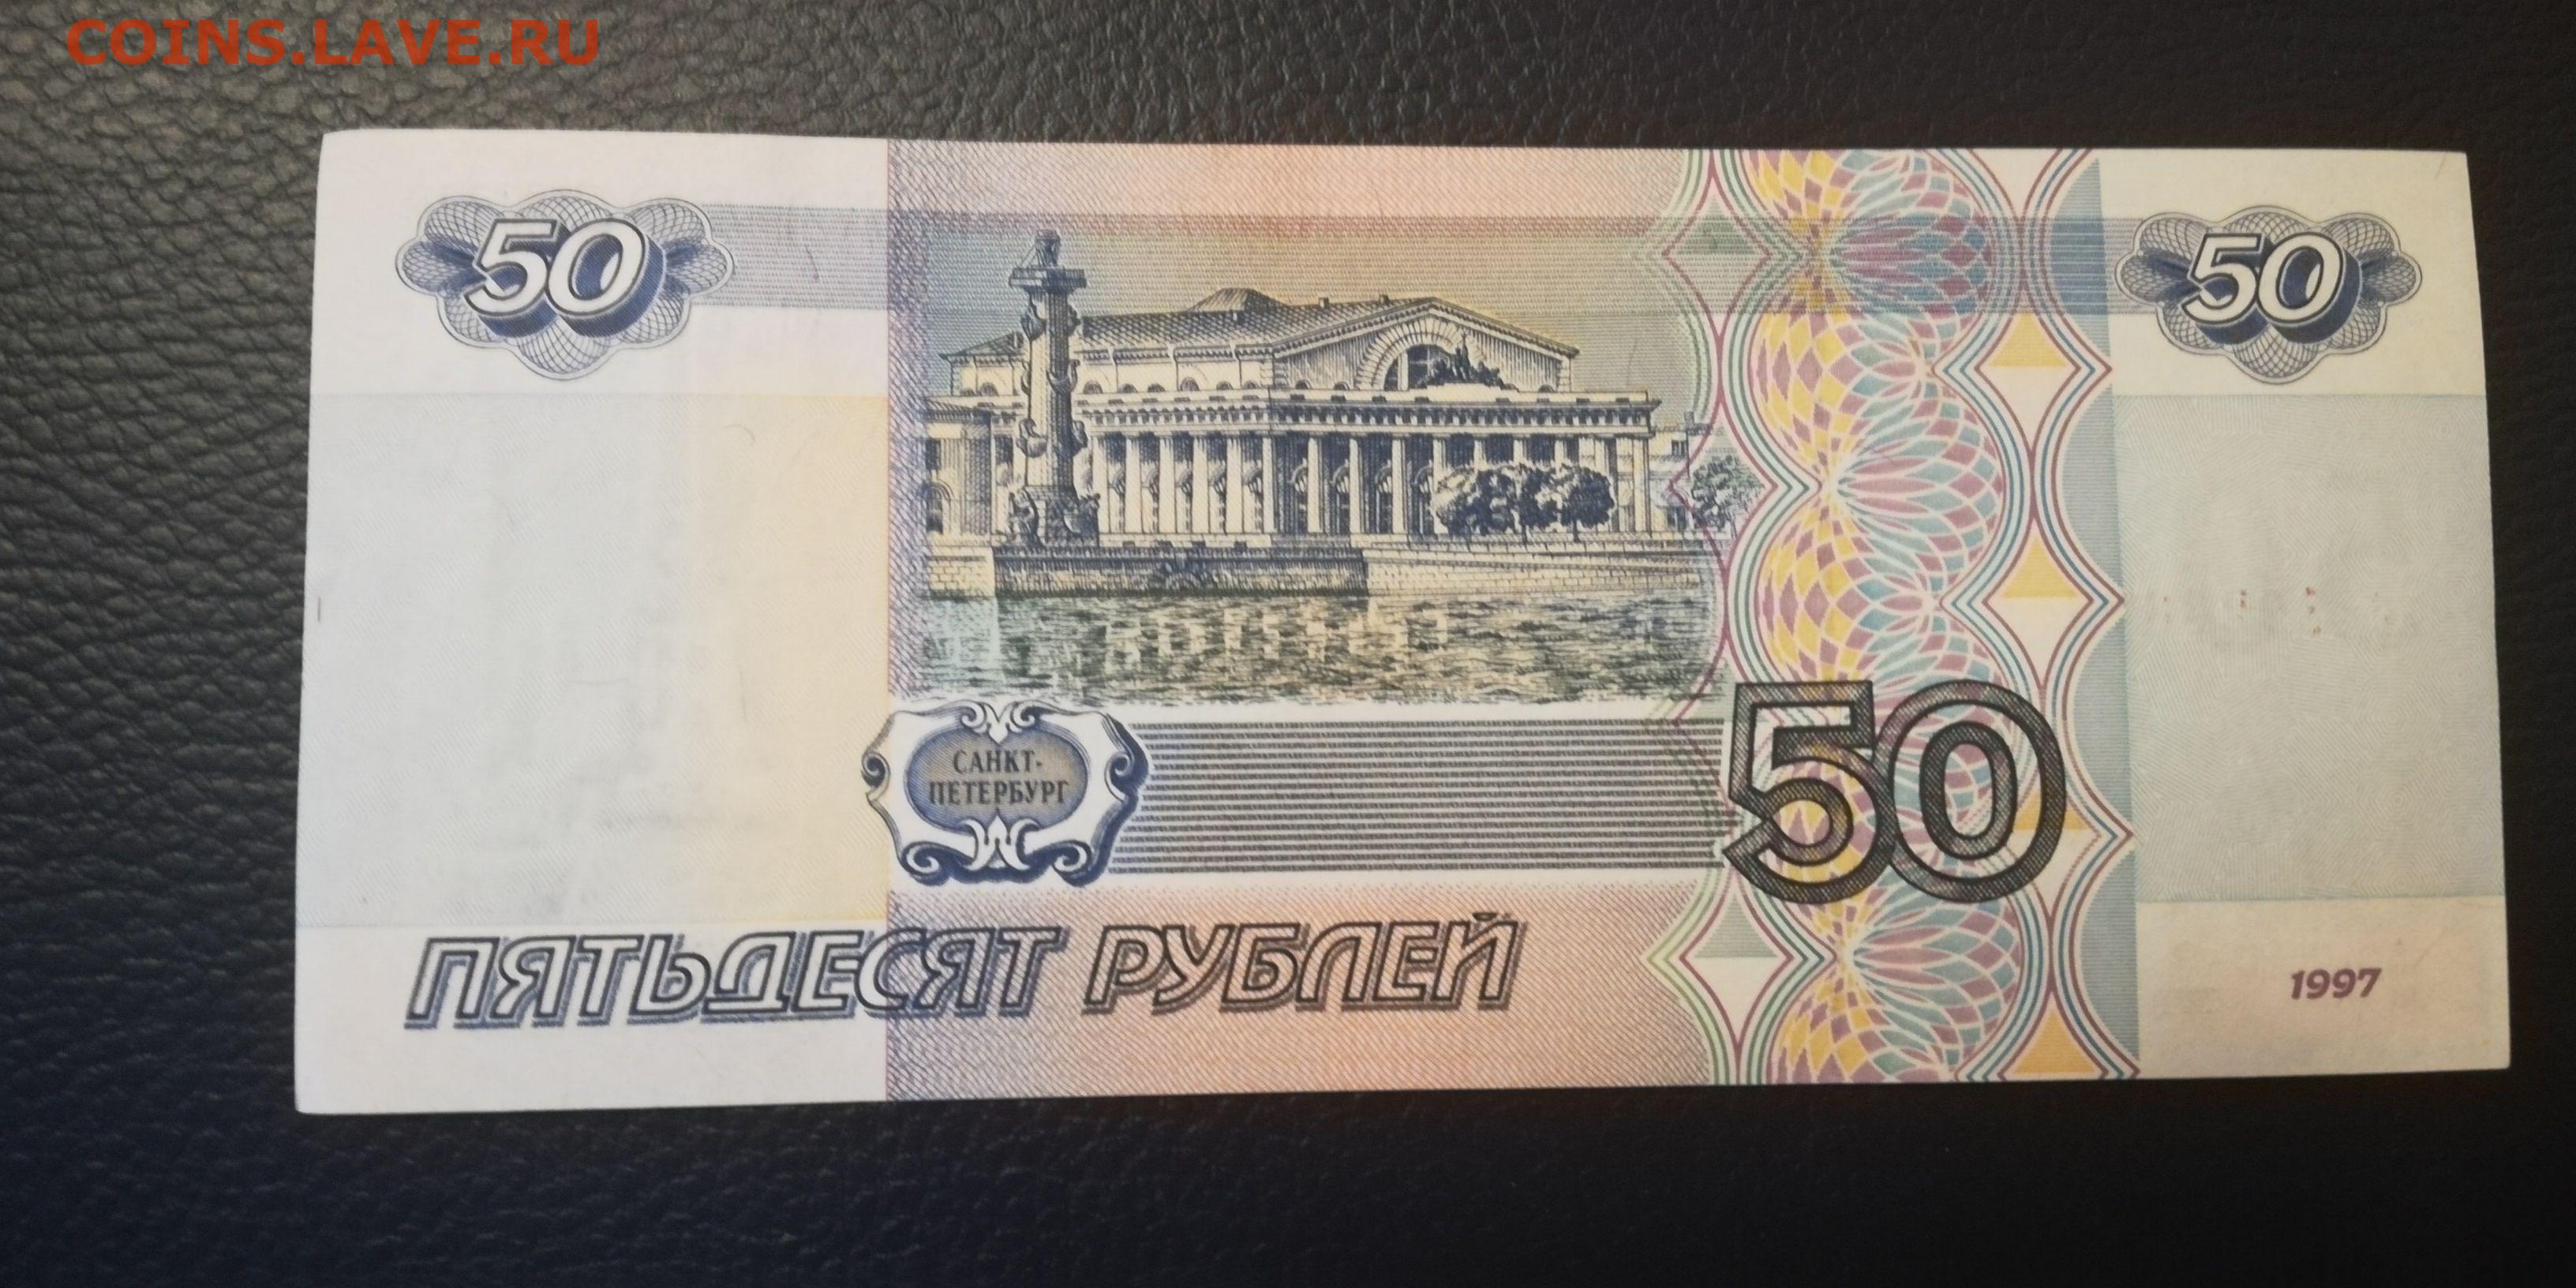 COINS.LAVE.RU
50
50
САНКТ-
ПЕТЕРБУРГ
50
ПЯТЬДЕСЯТ РУБЛЕЙ
1997